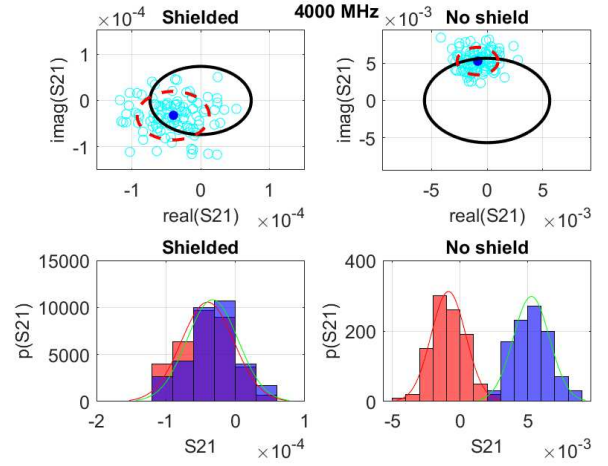 4000 MHz
Shielded
×10⁻⁴
imag(S21)
1
0
-1
-1 0 1
real(S21) ×10⁻⁴
No shield
×10⁻³
imag(S21)
5
0
-5
-5 0 5
real(S21) ×10⁻³
Shielded
p(S21)
15000
10000
5000
0
-2 -1 0 1
S21 ×10⁻⁴
No shield
p(S21)
400
200
0
-5 0 5
S21 ×10⁻³